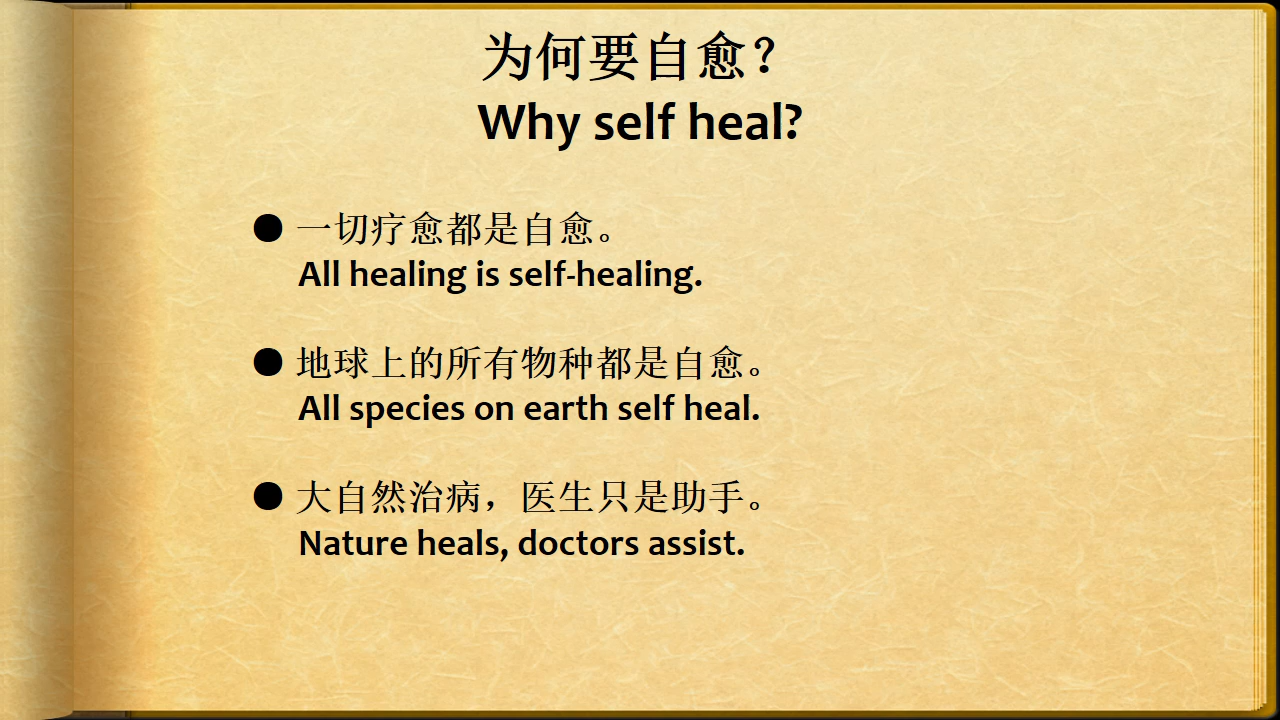 为何要自愈？
Why self heal?
● 一切疗愈都是自愈。
All healing is self-healing.
● 地球上的所有物种都是自愈。
All species on earth self heal.
● 大自然治病，医生只是助手。
Nature heals, doctors assist.